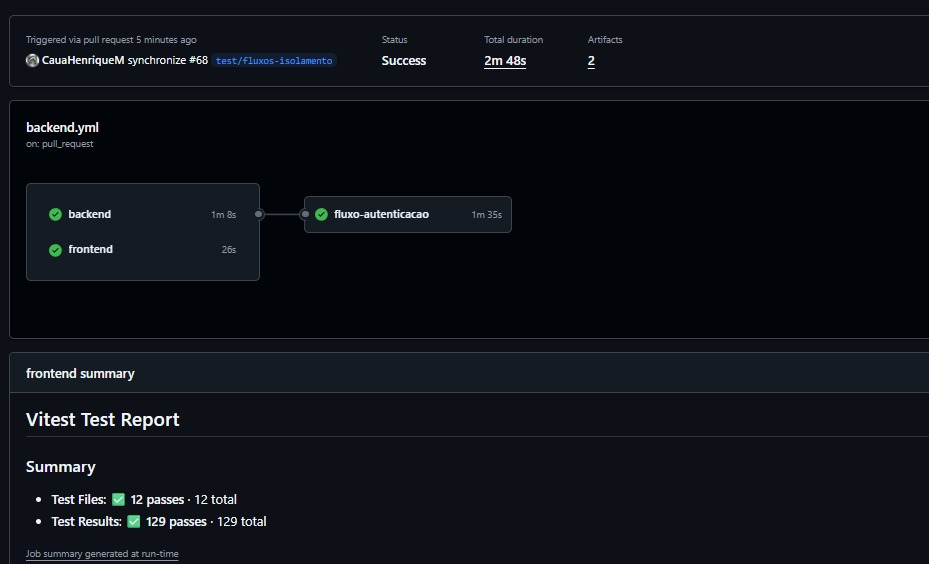 Triggered via pull request 5 minutes ago
Status
Total duration
Artifacts
CauaHenriqueM synchronize #68 test/fluxos-isolamento
Success
2m 48s
2
backend.yml
on: pull_request
backend 1m 8s
frontend 26s
fluxo-autenticacao 1m 35s
frontend summary
Vitest Test Report
Summary
• Test Files: ✅ 12 passes · 12 total
• Test Results: ✅ 129 passes · 129 total
Job summary generated at run-time